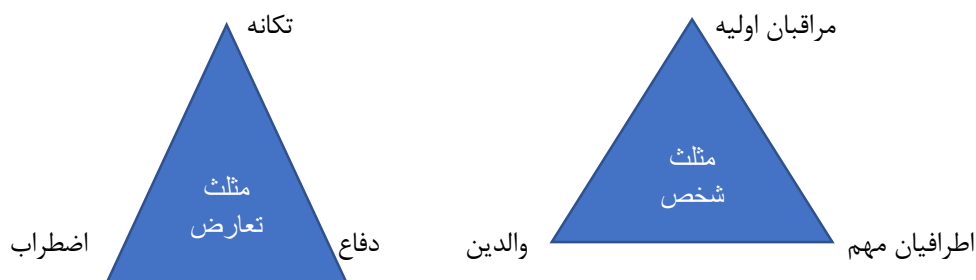 مراقبان اولیه
تکانه
مثلث
شخص
مثلث
تعارض
اطرافیان مهم
والدین
دفاع
اضطراب